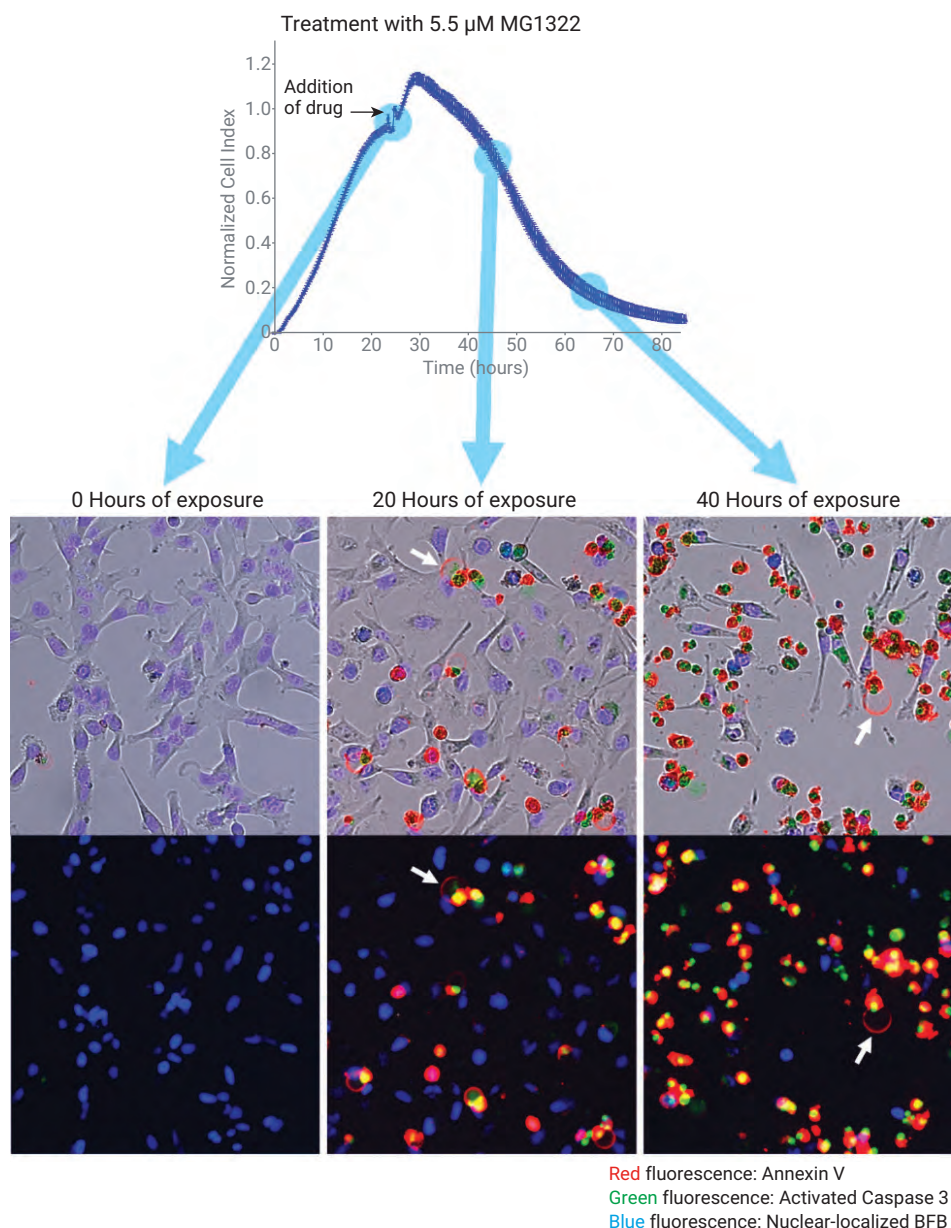 Treatment with 5.5 µM MG1322
Addition
of drug
Normalized Cell Index
1.2
1.0
0.8
0.6
0.4
0.2
0
0 10 20 30 40 50 60 70 80
Time (hours)
0 Hours of exposure
20 Hours of exposure
40 Hours of exposure
Red fluorescence: Annexin V
Green fluorescence: Activated Caspase 3
Blue fluorescence: Nuclear-localized BFB